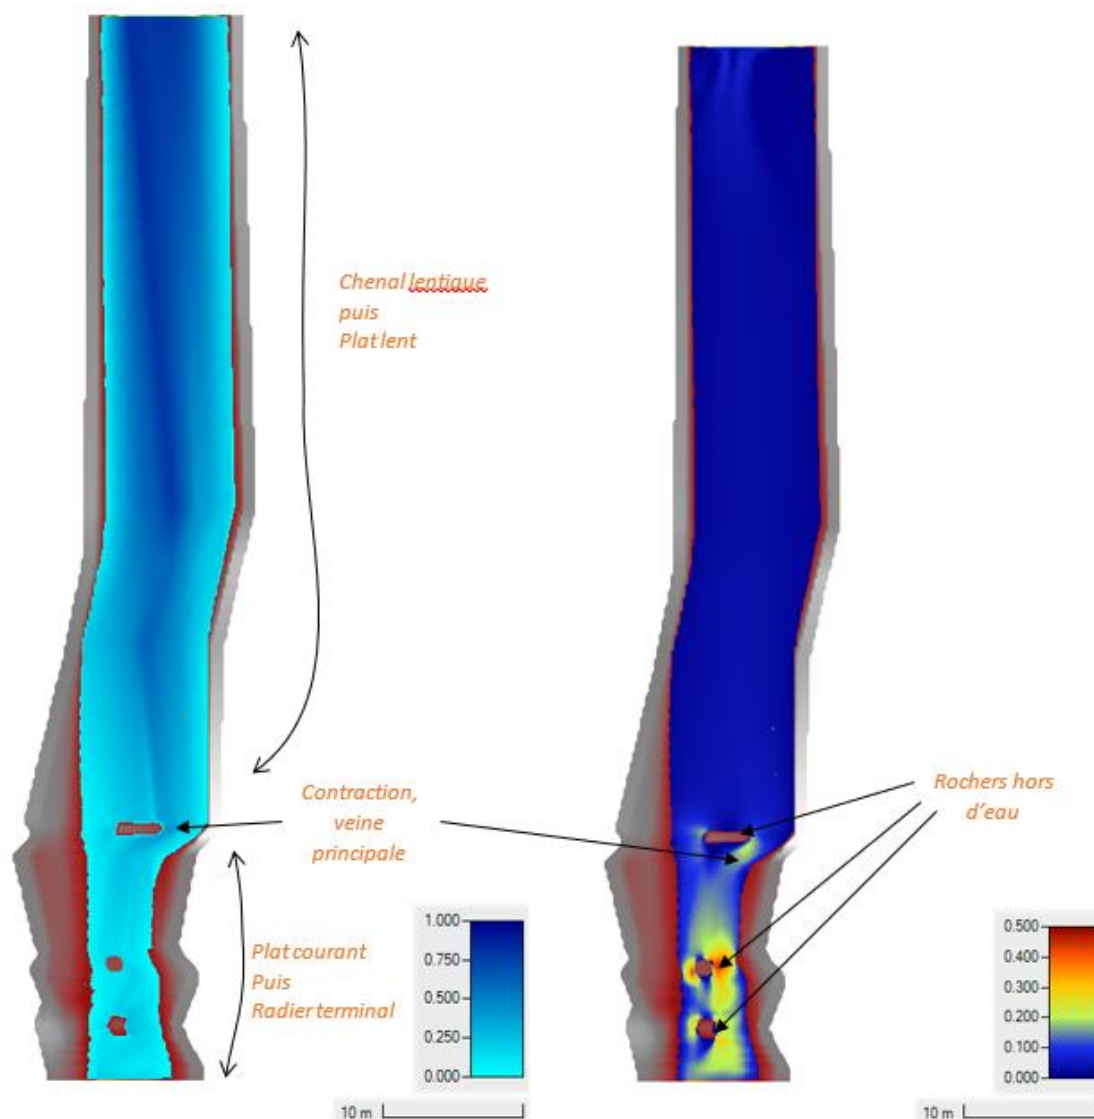 Chenal lentique
puis
Plat lent
Contraction,
veine
principale
Rochers hors
d'eau
Plat courant
Puis
Radier terminal
1.000
0.750
0.500
0.250
0.000
10 m
0.500
0.400
0.300
0.200
0.100
0.000
10 m